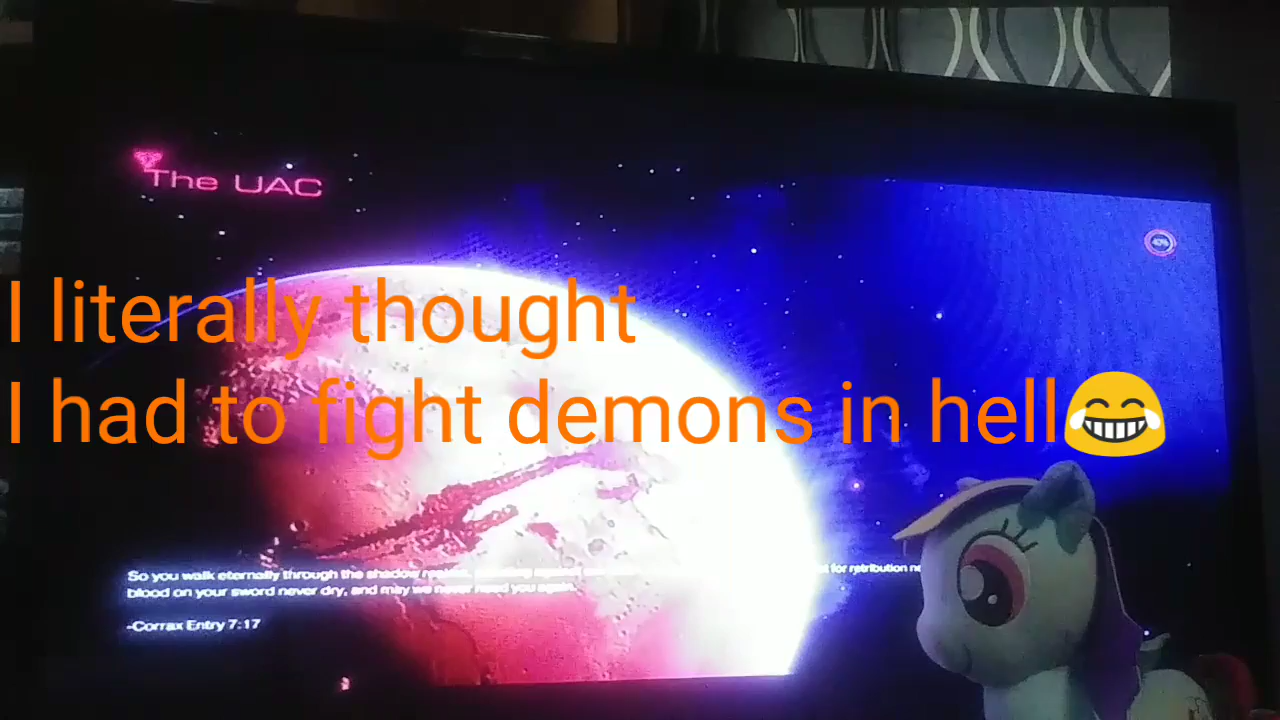 The UAC
I literally thought
I had to fight demons in hell😂
So you walk eternally through the shadow for retribution
blood on your sword never dry, and may we never need you again
-Corrax Entry 7:17